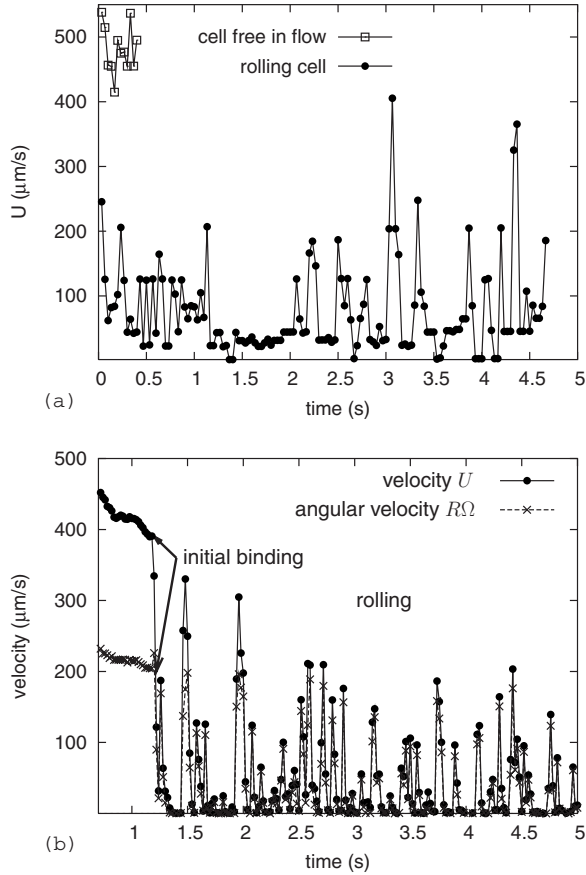 550
500
400
300
200
100
U (μm/s)
cell free in flow
rolling cell
0 0.5 1 1.5 2 2.5 3 3.5 4 4.5 5
(a)
time (s)
500
400
300
200
100
velocity (μm/s)
velocity U
angular velocity RΩ
initial binding
rolling
1 1.5 2 2.5 3 3.5 4 4.5 5
(b)
time (s)